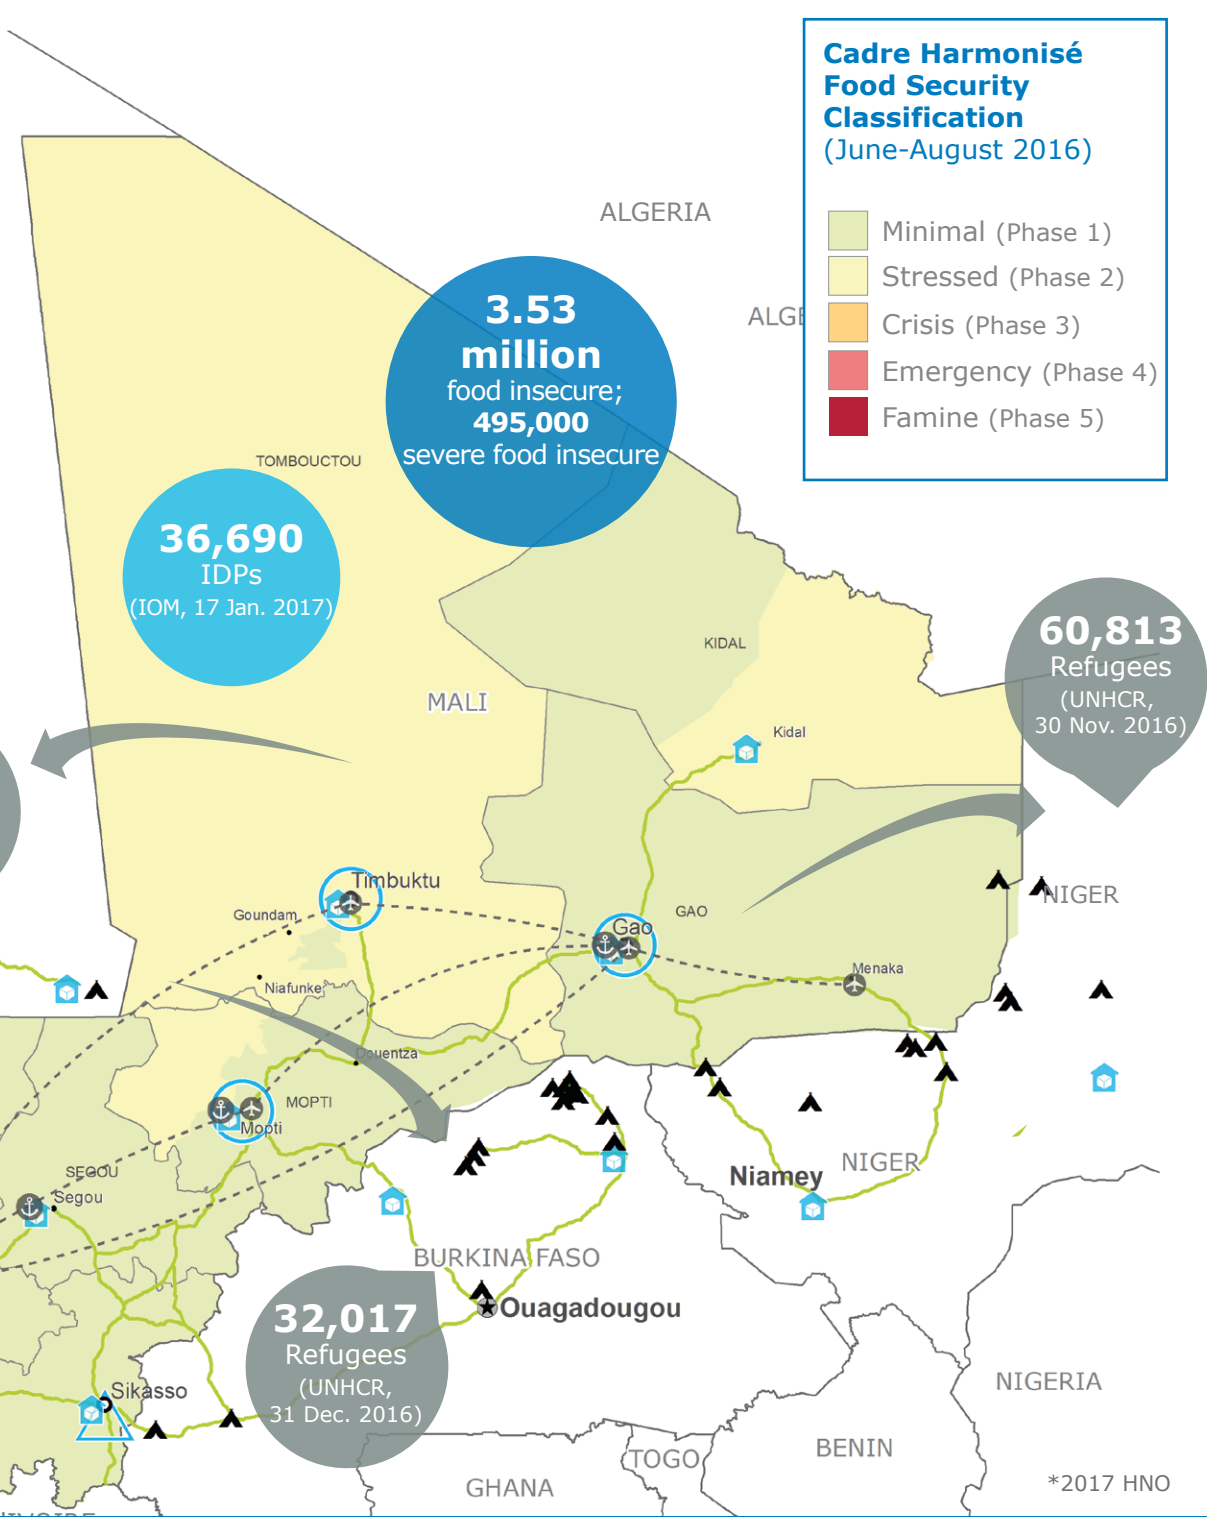 Cadre Harmonisé
Food Security
Classification
(June-August 2016)
Minimal (Phase 1)
Stressed (Phase 2)
Crisis (Phase 3)
Emergency (Phase 4)
Famine (Phase 5)
ALGERIA
3.53
million
food insecure;
495,000
severe food insecure
TOMBOUCTOU
36,690
IDPs
(IOM, 17 Jan. 2017)
60,813
Refugees
(UNHCR,
30 Nov. 2016)
KIDAL
MALI
Kidal
Timbuktu
Goundam
GAO
Gao
NIGER
Menaka
Niafunke
Douentza
MOPTI
Mopti
SEGOU
Segou
Niamey
NIGER
BURKINA FASO
Ouagadougou
32,017
Refugees
(UNHCR,
31 Dec. 2016)
Sikasso
NIGERIA
BENIN
TOGO
GHANA
*2017 HNO